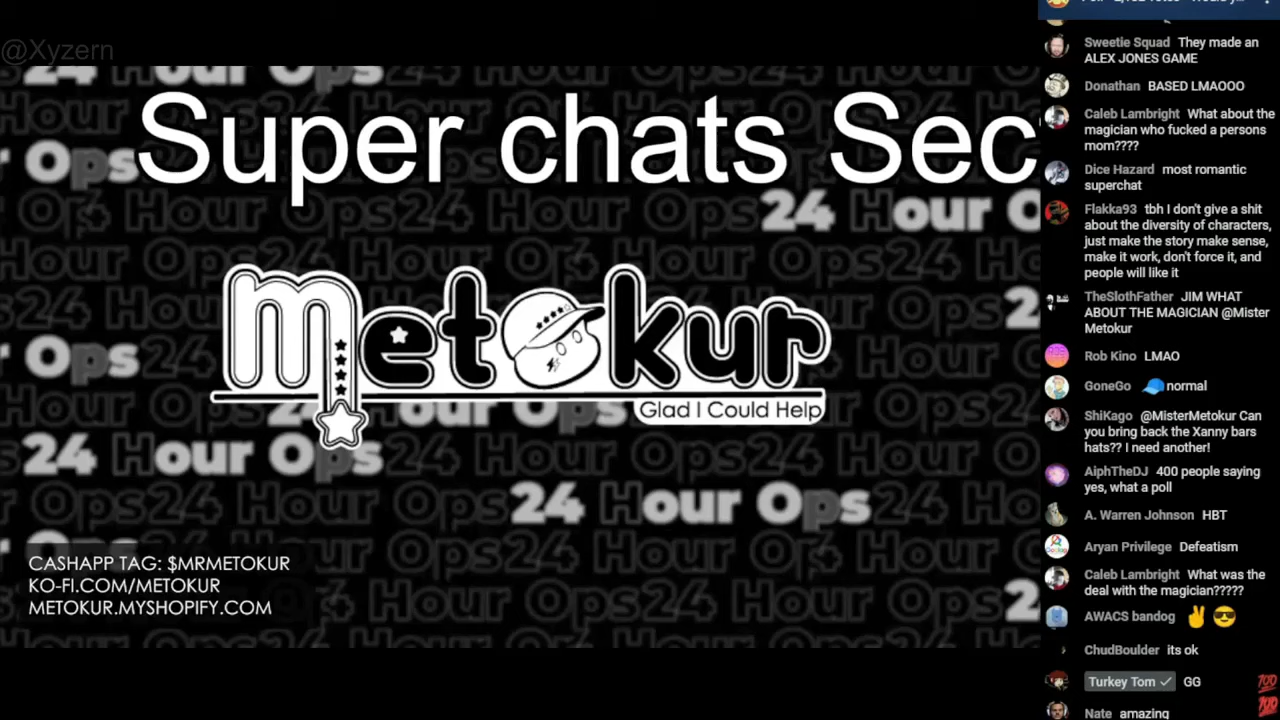 @Xyzern
Super chats Sec
24 Hour Ops
metokur
Glad I Could Help
CASHAPP TAG: $MRMETOKUR
KO-FI.COM/METOKUR
METOKUR.MYSHOPIFY.COM
Sweetie Squad They made an
ALEX JONES GAME
Donathan BASED LMAOOO
Caleb Lambright What about the
magician who fucked a persons
mom????
Dice Hazard most romantic
superchat
Flakka93 tbh I don't give a shit
about the diversity of characters,
just make the story make sense,
make it work, don't force it, and
people will like it
TheSlothFather JIM WHAT
ABOUT THE MAGICIAN @Mister
Metokur
Rob Kino LMAO
GoneGo 🧢normal
ShiKago @MisterMetokur Can
you bring back the Xanny bars
hats?? I need another!
AiphTheDJ 400 people saying
yes, what a poll
A. Warren Johnson HBT
Aryan Privilege Defeatism
Caleb Lambright What was the
deal with the magician?????
AWACS bandog ✌😎
ChudBoulder its ok
Turkey Tom ✓ GG
Nate amazing